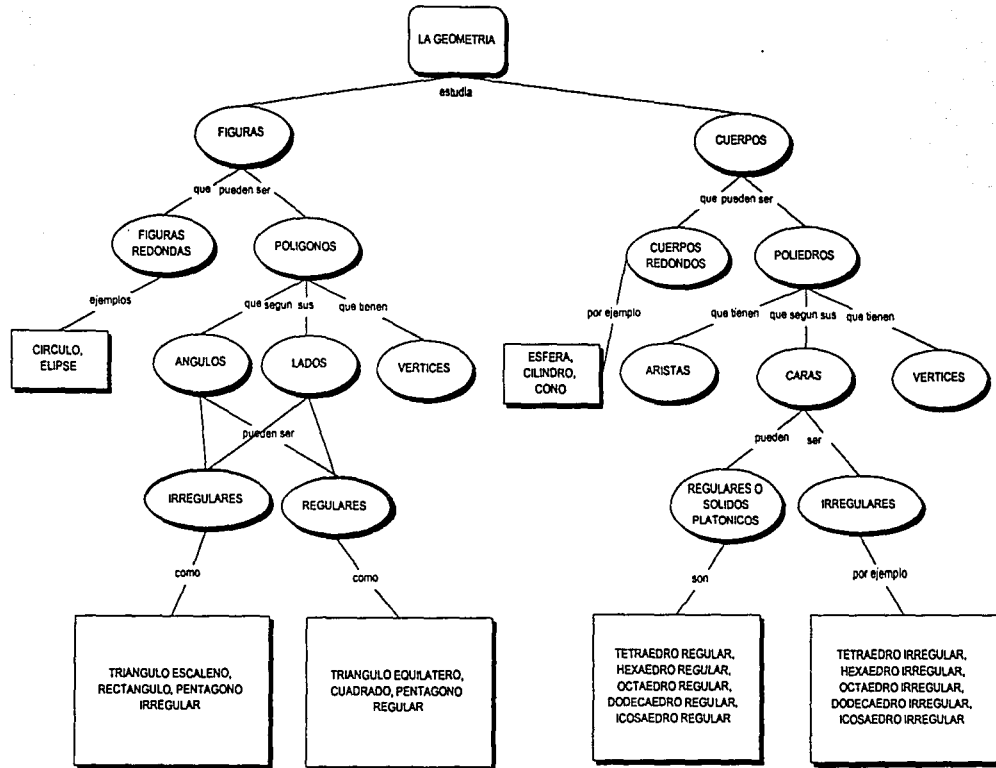 LA GEOMETRIA
estudia
FIGURAS
CUERPOS
que pueden ser
que pueden ser
FIGURAS
REDONDAS
POLIGONOS
CUERPOS
REDONDOS
POLIEDROS
ejemplos
que segun sus
que tienen
por ejemplo
que tienen
que segun sus
que tienen
CIRCULO,
ELIPSE
ANGULOS
LADOS
VERTICES
ESFERA,
CILINDRO,
CONO
ARISTAS
CARAS
VERTICES
pueden ser
pueden ser
IRREGULARES
REGULARES
REGULARES O
SOLIDOS
PLATONICOS
IRREGULARES
como
como
son
por ejemplo
TRIANGULO ESCALENO,
RECTANGULO, PENTAGONO
IRREGULAR
TRIANGULO EQUILATERO,
CUADRADO, PENTAGONO
REGULAR
TETRAEDRO REGULAR,
HEXAEDRO REGULAR,
OCTAEDRO REGULAR,
DODECAEDRO REGULAR,
ICOSAEDRO REGULAR
TETRAEDRO IRREGULAR,
HEXAEDRO IRREGULAR,
OCTAEDRO IRREGULAR,
DODECAEDRO IRREGULAR,
ICOSAEDRO IRREGULAR